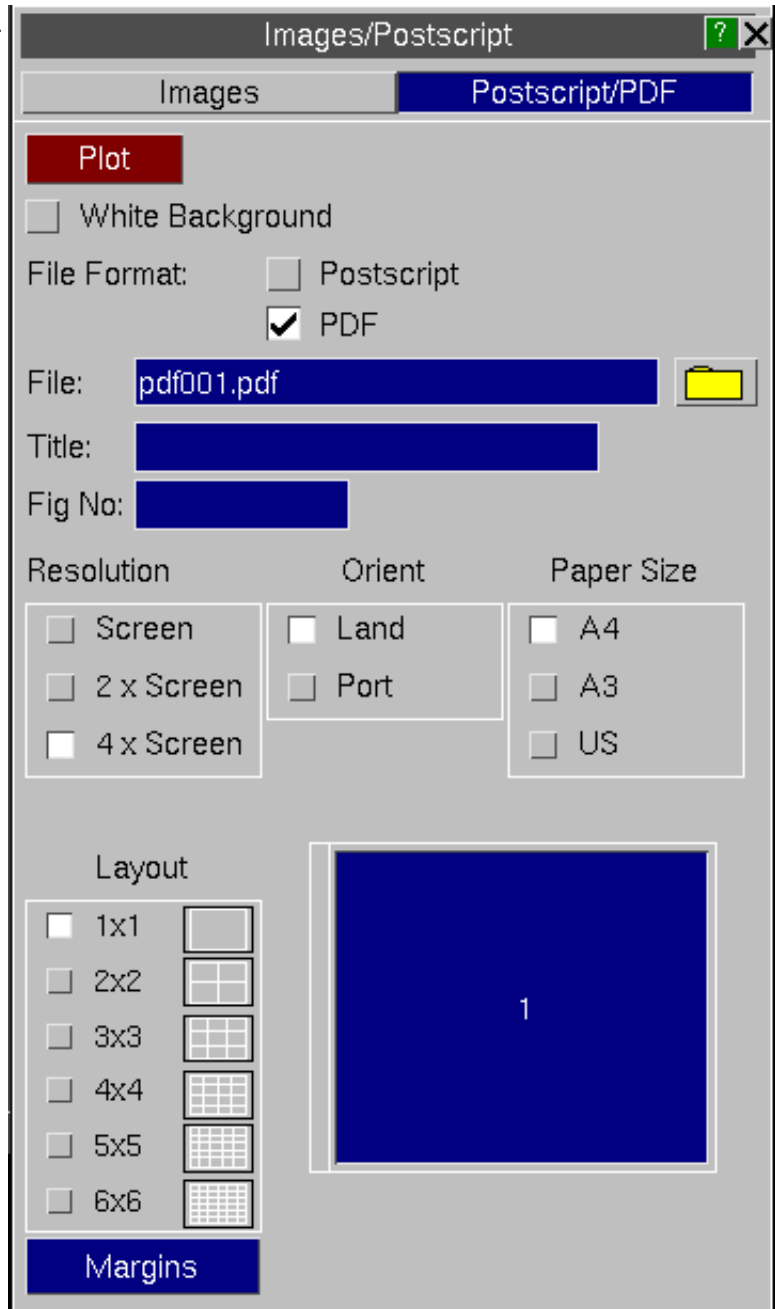 Images/Postscript ?
Images Postscript/PDF
Plot
White Background
File Format: Postscript
PDF
File: pdf001.pdf
Title:
Fig No:
Resolution Orient Paper Size
Screen Land A4
2 x Screen Port A3
4 x Screen US
Layout
1x1
2x2
3x3
4x4
5x5
6x6
1
Margins